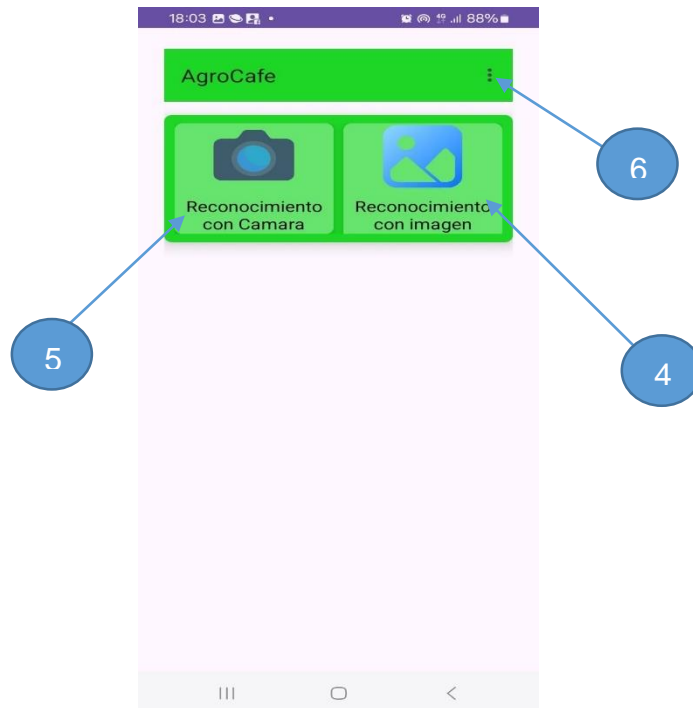 18:03 88%
AgroCafe
6
Reconocimiento
con Camara
Reconocimiento
con imagen
5
4